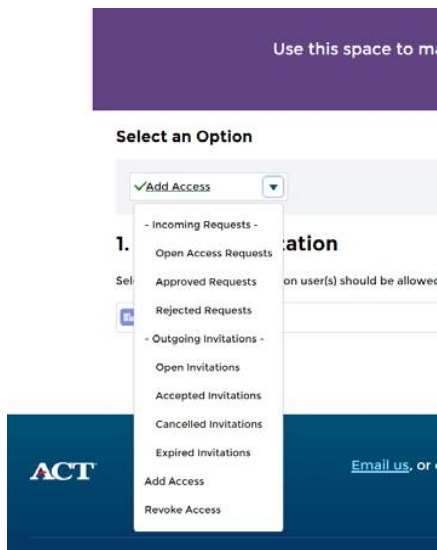 Use this space to ma
Select an Option
Add Access
- Incoming Requests -
Open Access Requests
Approved Requests
Rejected Requests
- Outgoing Invitations -
Open Invitations
Accepted Invitations
Cancelled Invitations
Expired Invitations
Add Access
Revoke Access
1. ation
Sel on user(s) should be allowed
ACT
Email us, or